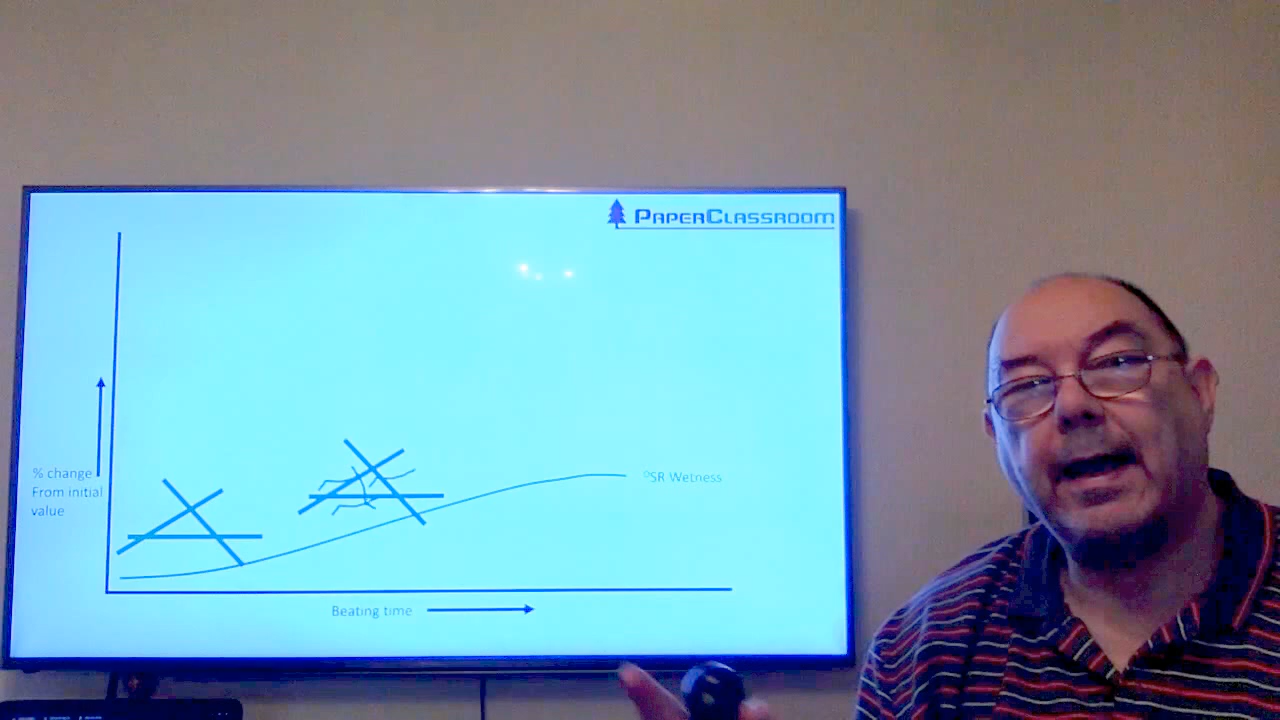 PAPERCLASSROOM
% change
From initial
value
°SR Wetness
Beating time